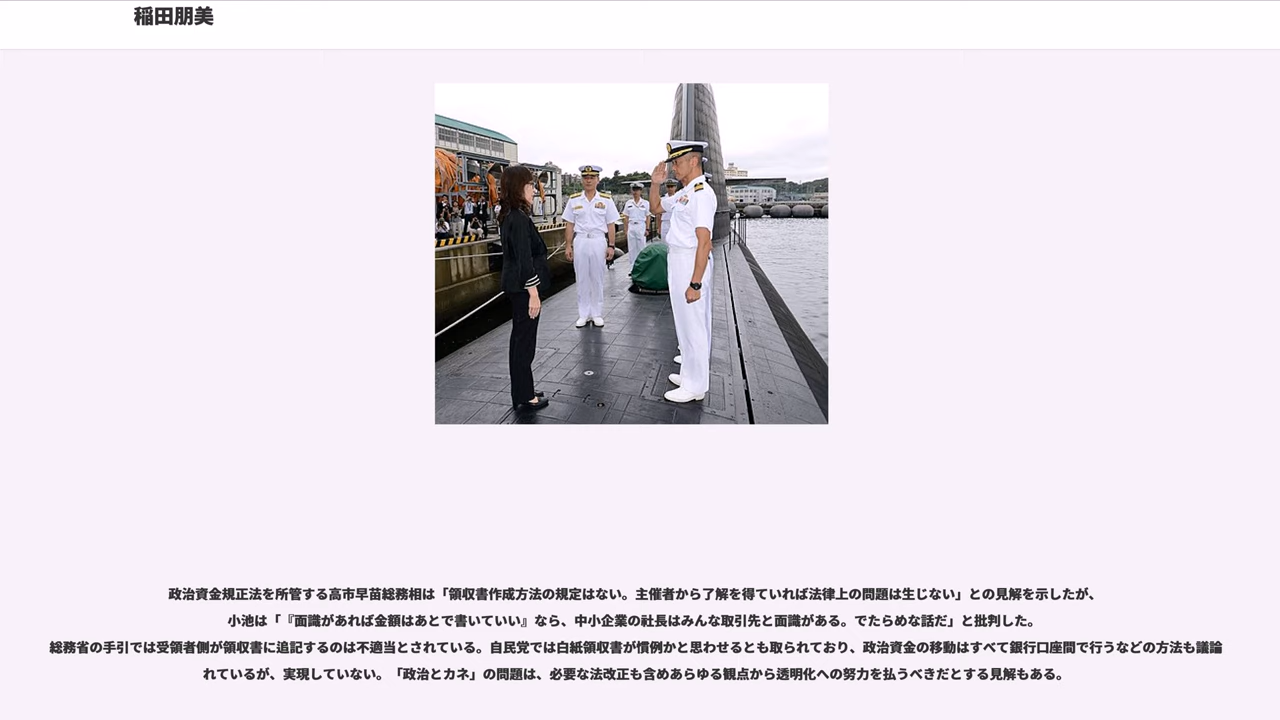 稲田朋美
政治資金規正法を所管する高市早苗総務相は「領収書作成方法の規定はない。主催者から了解を得ていれば法律上の問題は生じない」との見解を示したが、
小池は「『面識があれば金額はあとで書いていい』なら、中小企業の社長はみんな取引先と面識がある。でたらめな話だ」と批判した。
総務省の手引では受領者側が領収書に追記するのは不適当とされている。自民党では白紙領収書が慣例かと思わせるとも取られており、政治資金の移動はすべて銀行口座間で行うなどの方法も議論
れているが、実現していない。「政治とカネ」の問題は、必要な法改正も含めあらゆる観点から透明化への努力を払うべきだとする見解もある。